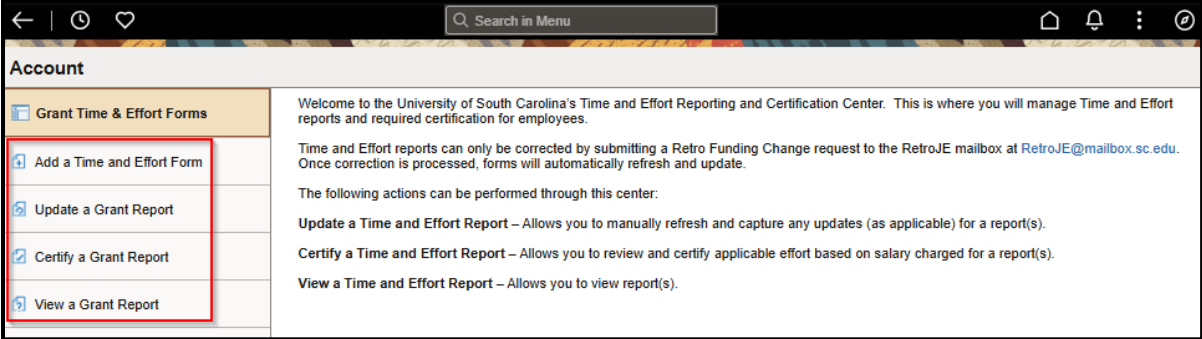 Search in Menu
Account
Grant Time & Effort Forms
Add a Time and Effort Form
Update a Grant Report
Certify a Grant Report
View a Grant Report
Welcome to the University of South Carolina's Time and Effort Reporting and Certification Center.  This is where you will manage Time and Effort
reports and required certification for employees.
Time and Effort reports can only be corrected by submitting a Retro Funding Change request to the RetroJE mailbox at RetroJE@mailbox.sc.edu.
Once correction is processed, forms will automatically refresh and update.
The following actions can be performed through this center:
Update a Time and Effort Report – Allows you to manually refresh and capture any updates (as applicable) for a report(s).
Certify a Time and Effort Report – Allows you to review and certify applicable effort based on salary charged for a report(s).
View a Time and Effort Report – Allows you to view report(s).